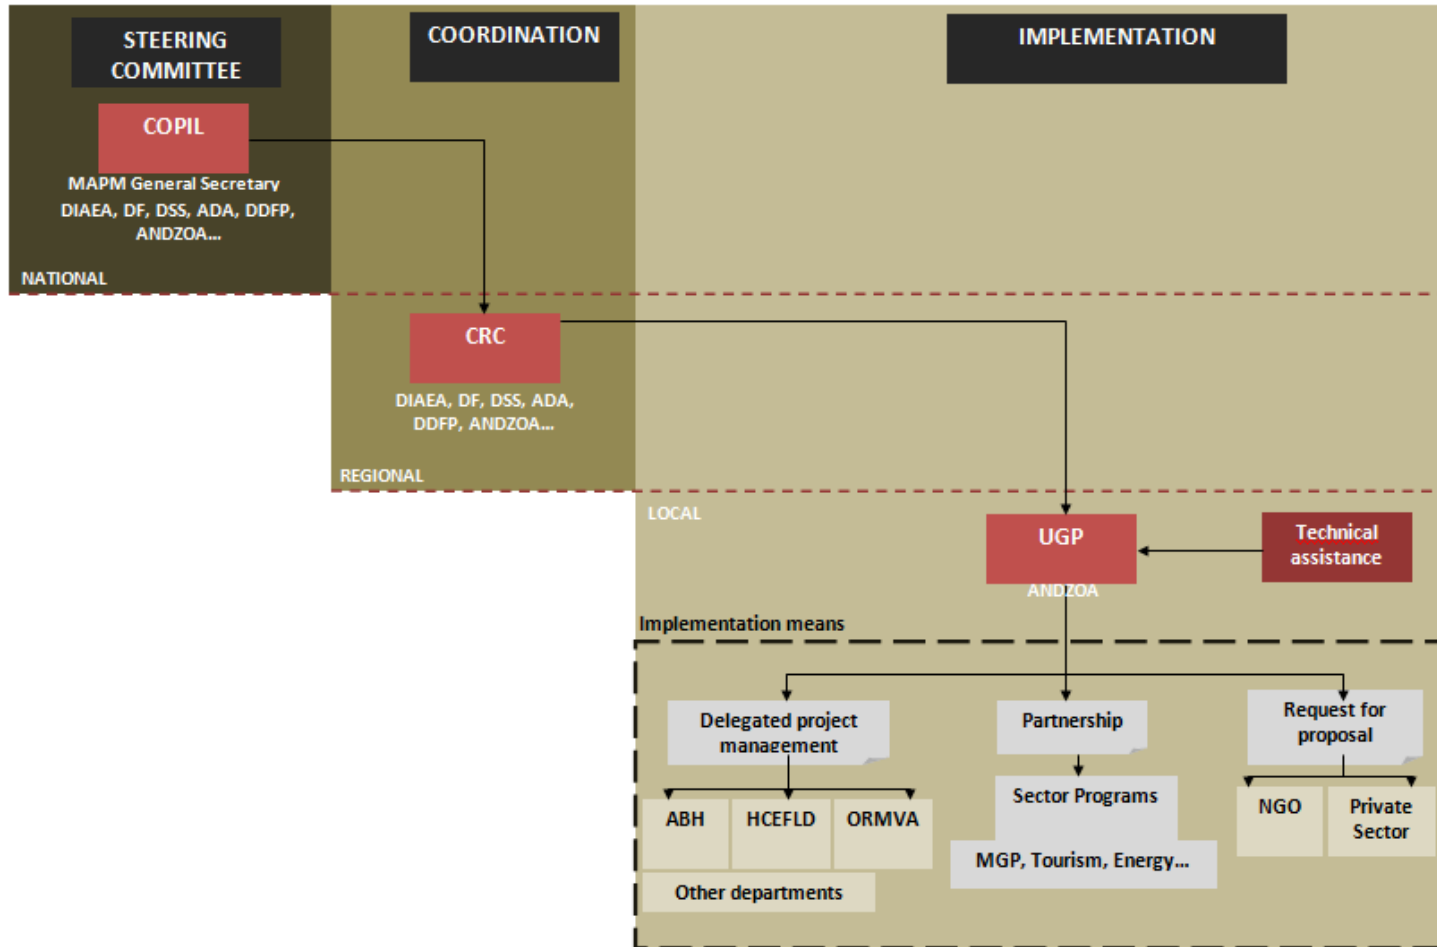 STEERING
COMMITTEE
COORDINATION
IMPLEMENTATION
COPIL
MAPM General Secretary
DIAEA, DF, DSS, ADA, DDFP,
ANDZOA...
NATIONAL
CRC
DIAEA, DF, DSS, ADA,
DDFP, ANDZOA...
REGIONAL
LOCAL
UGP
ANDZOA
Technical
assistance
Implementation means
Delegated project
management
Partnership
Request for
proposal
ABH
HCEFLD
ORMVA
Other departments
Sector Programs
MGP, Tourism, Energy...
NGO
Private
Sector